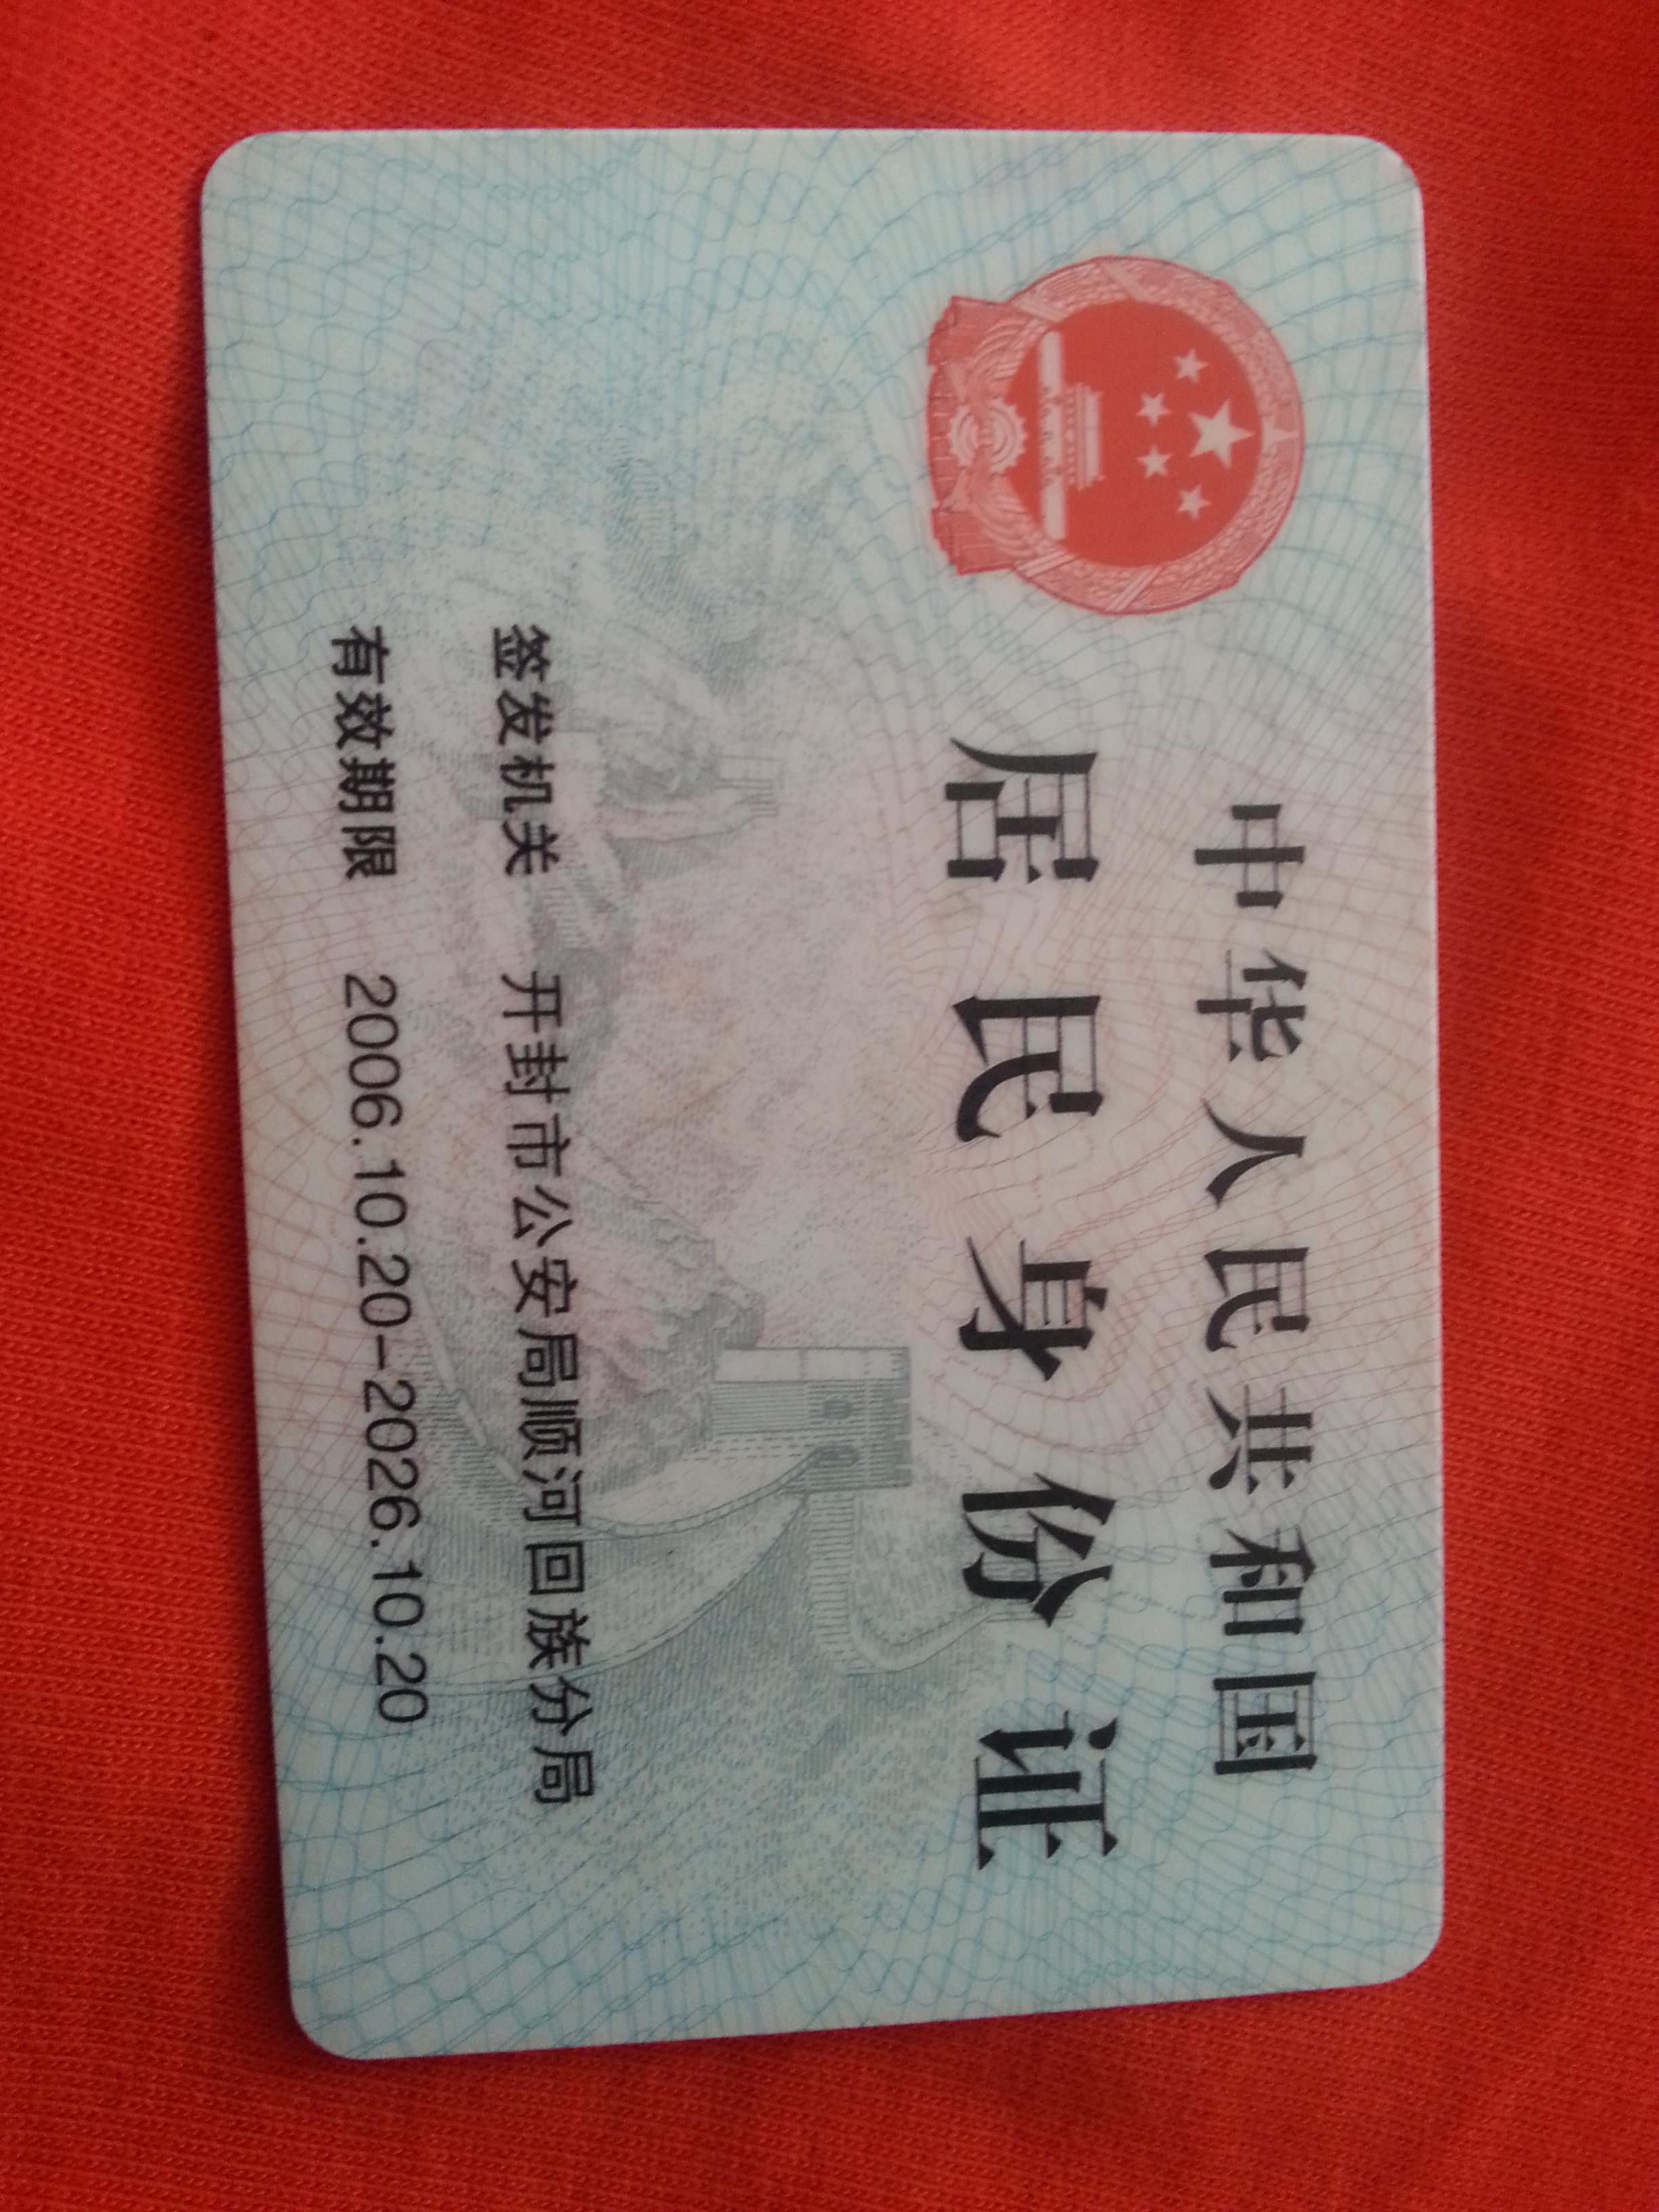 中华人民共和国
居民身份证
签发机关 开封市公安局顺河回族分局
有效期限 2006.10.20-2026.10.20